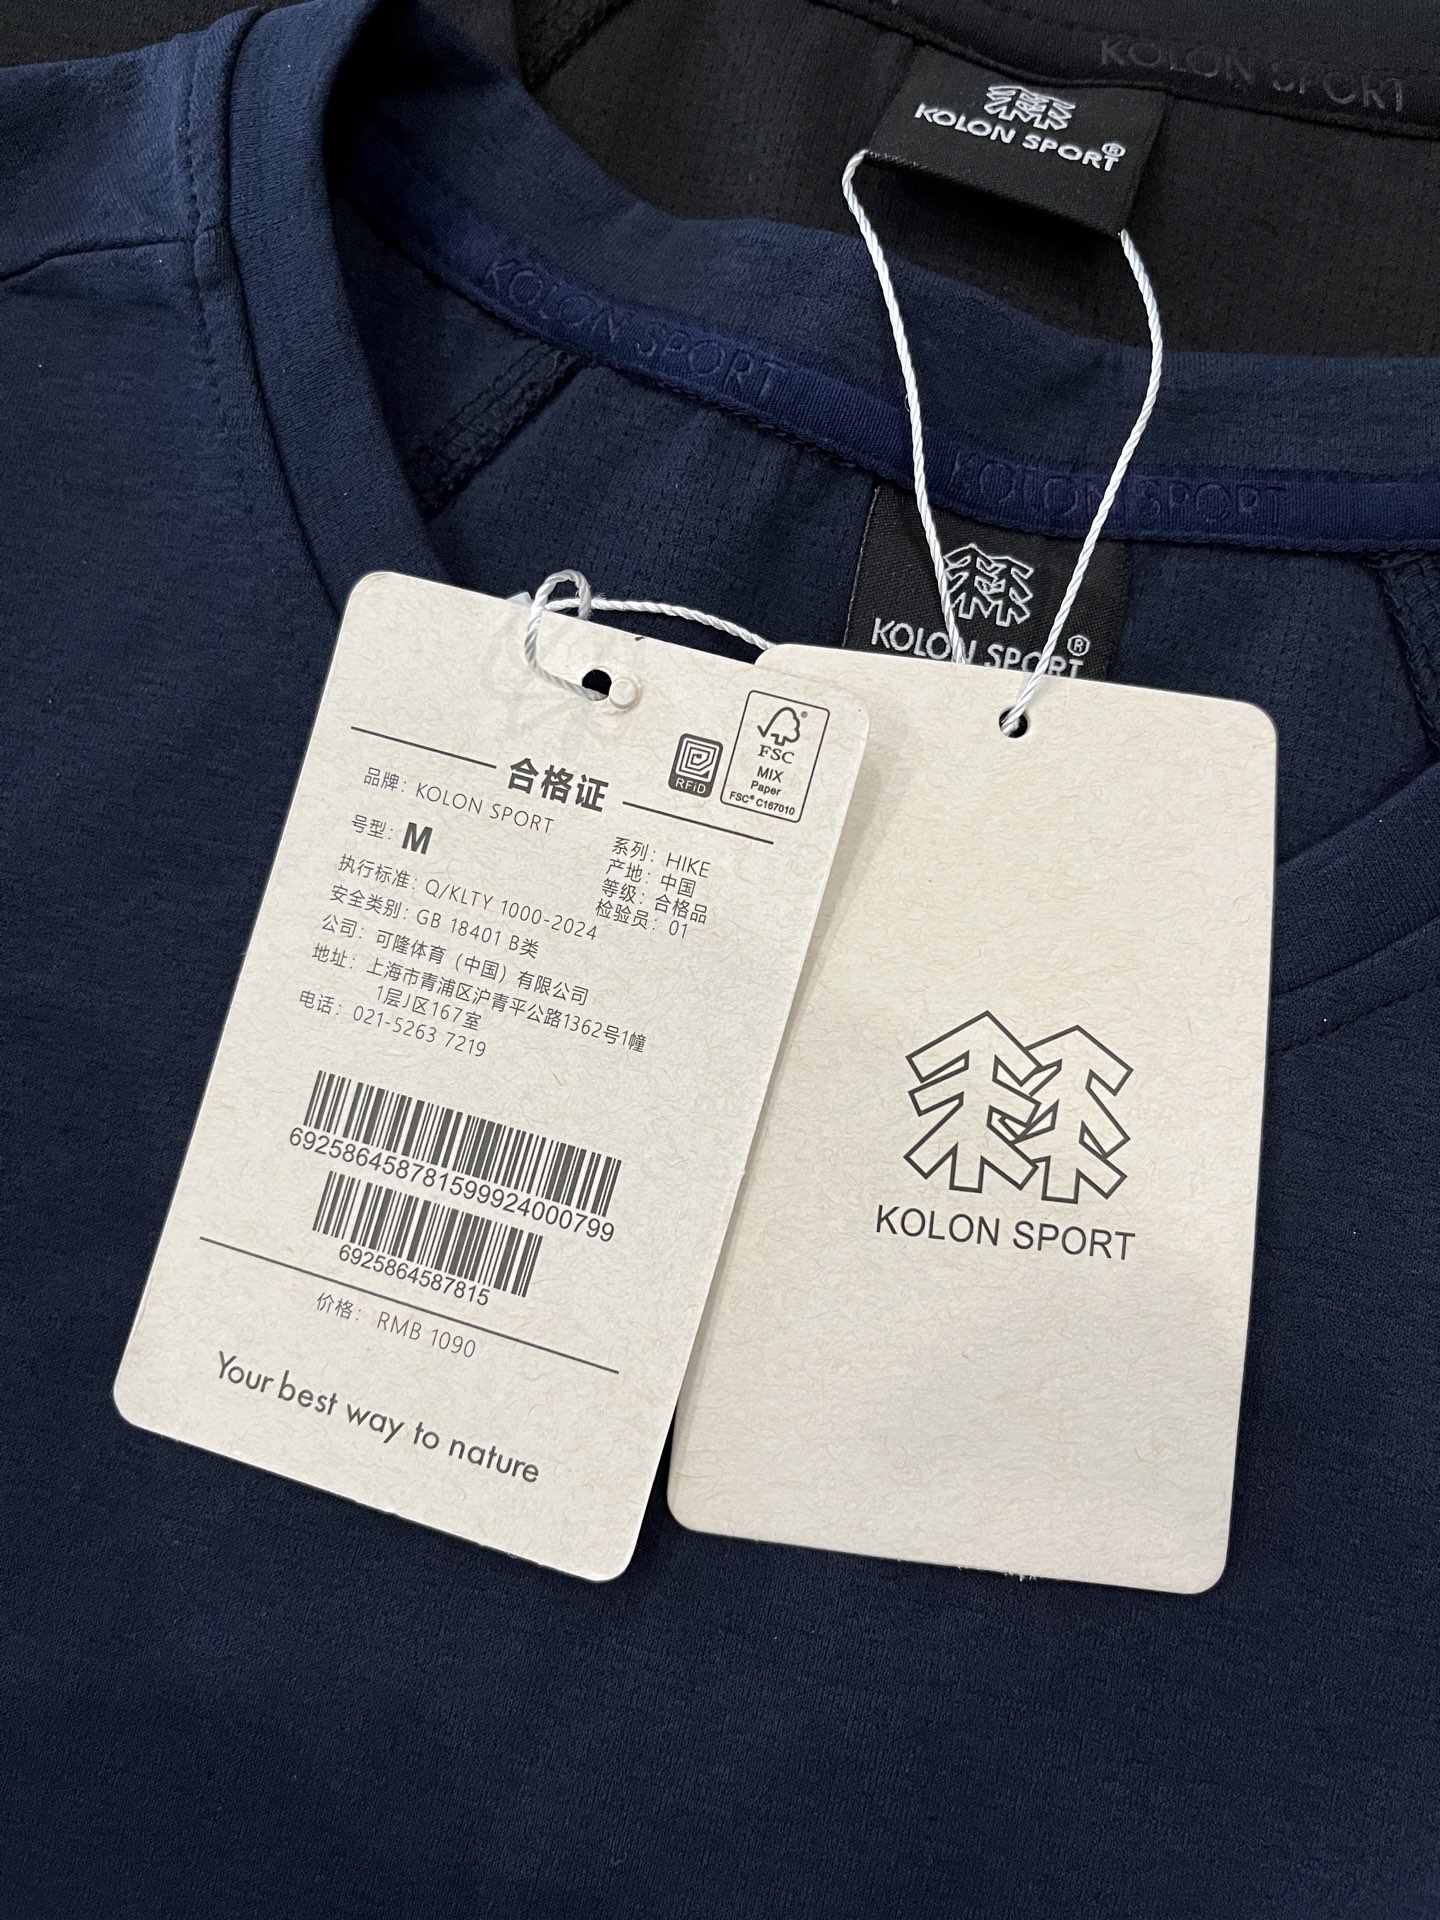 KOLON SPORT
KOLON SPORT®
KOLON SPORT
KOLON SPORT
KOLON SPORT®
合格证
RFiD
FSC®
MIX
Paper
FSC® C167010
品牌: KOLON SPORT
号型: M
系列: HIKE
产地: 中国
等级: 合格品
检验员: 01
执行标准: Q/KLTY 1000-2024
安全类别: GB 18401 B类
公司: 可隆体育（中国）有限公司
地址: 上海市青浦区沪青平公路1362号1幢
1层J区167室
电话: 021-5263 7219
692586458781599924000799
6925864587815
价格: RMB 1090
Your best way to nature
KOLON SPORT